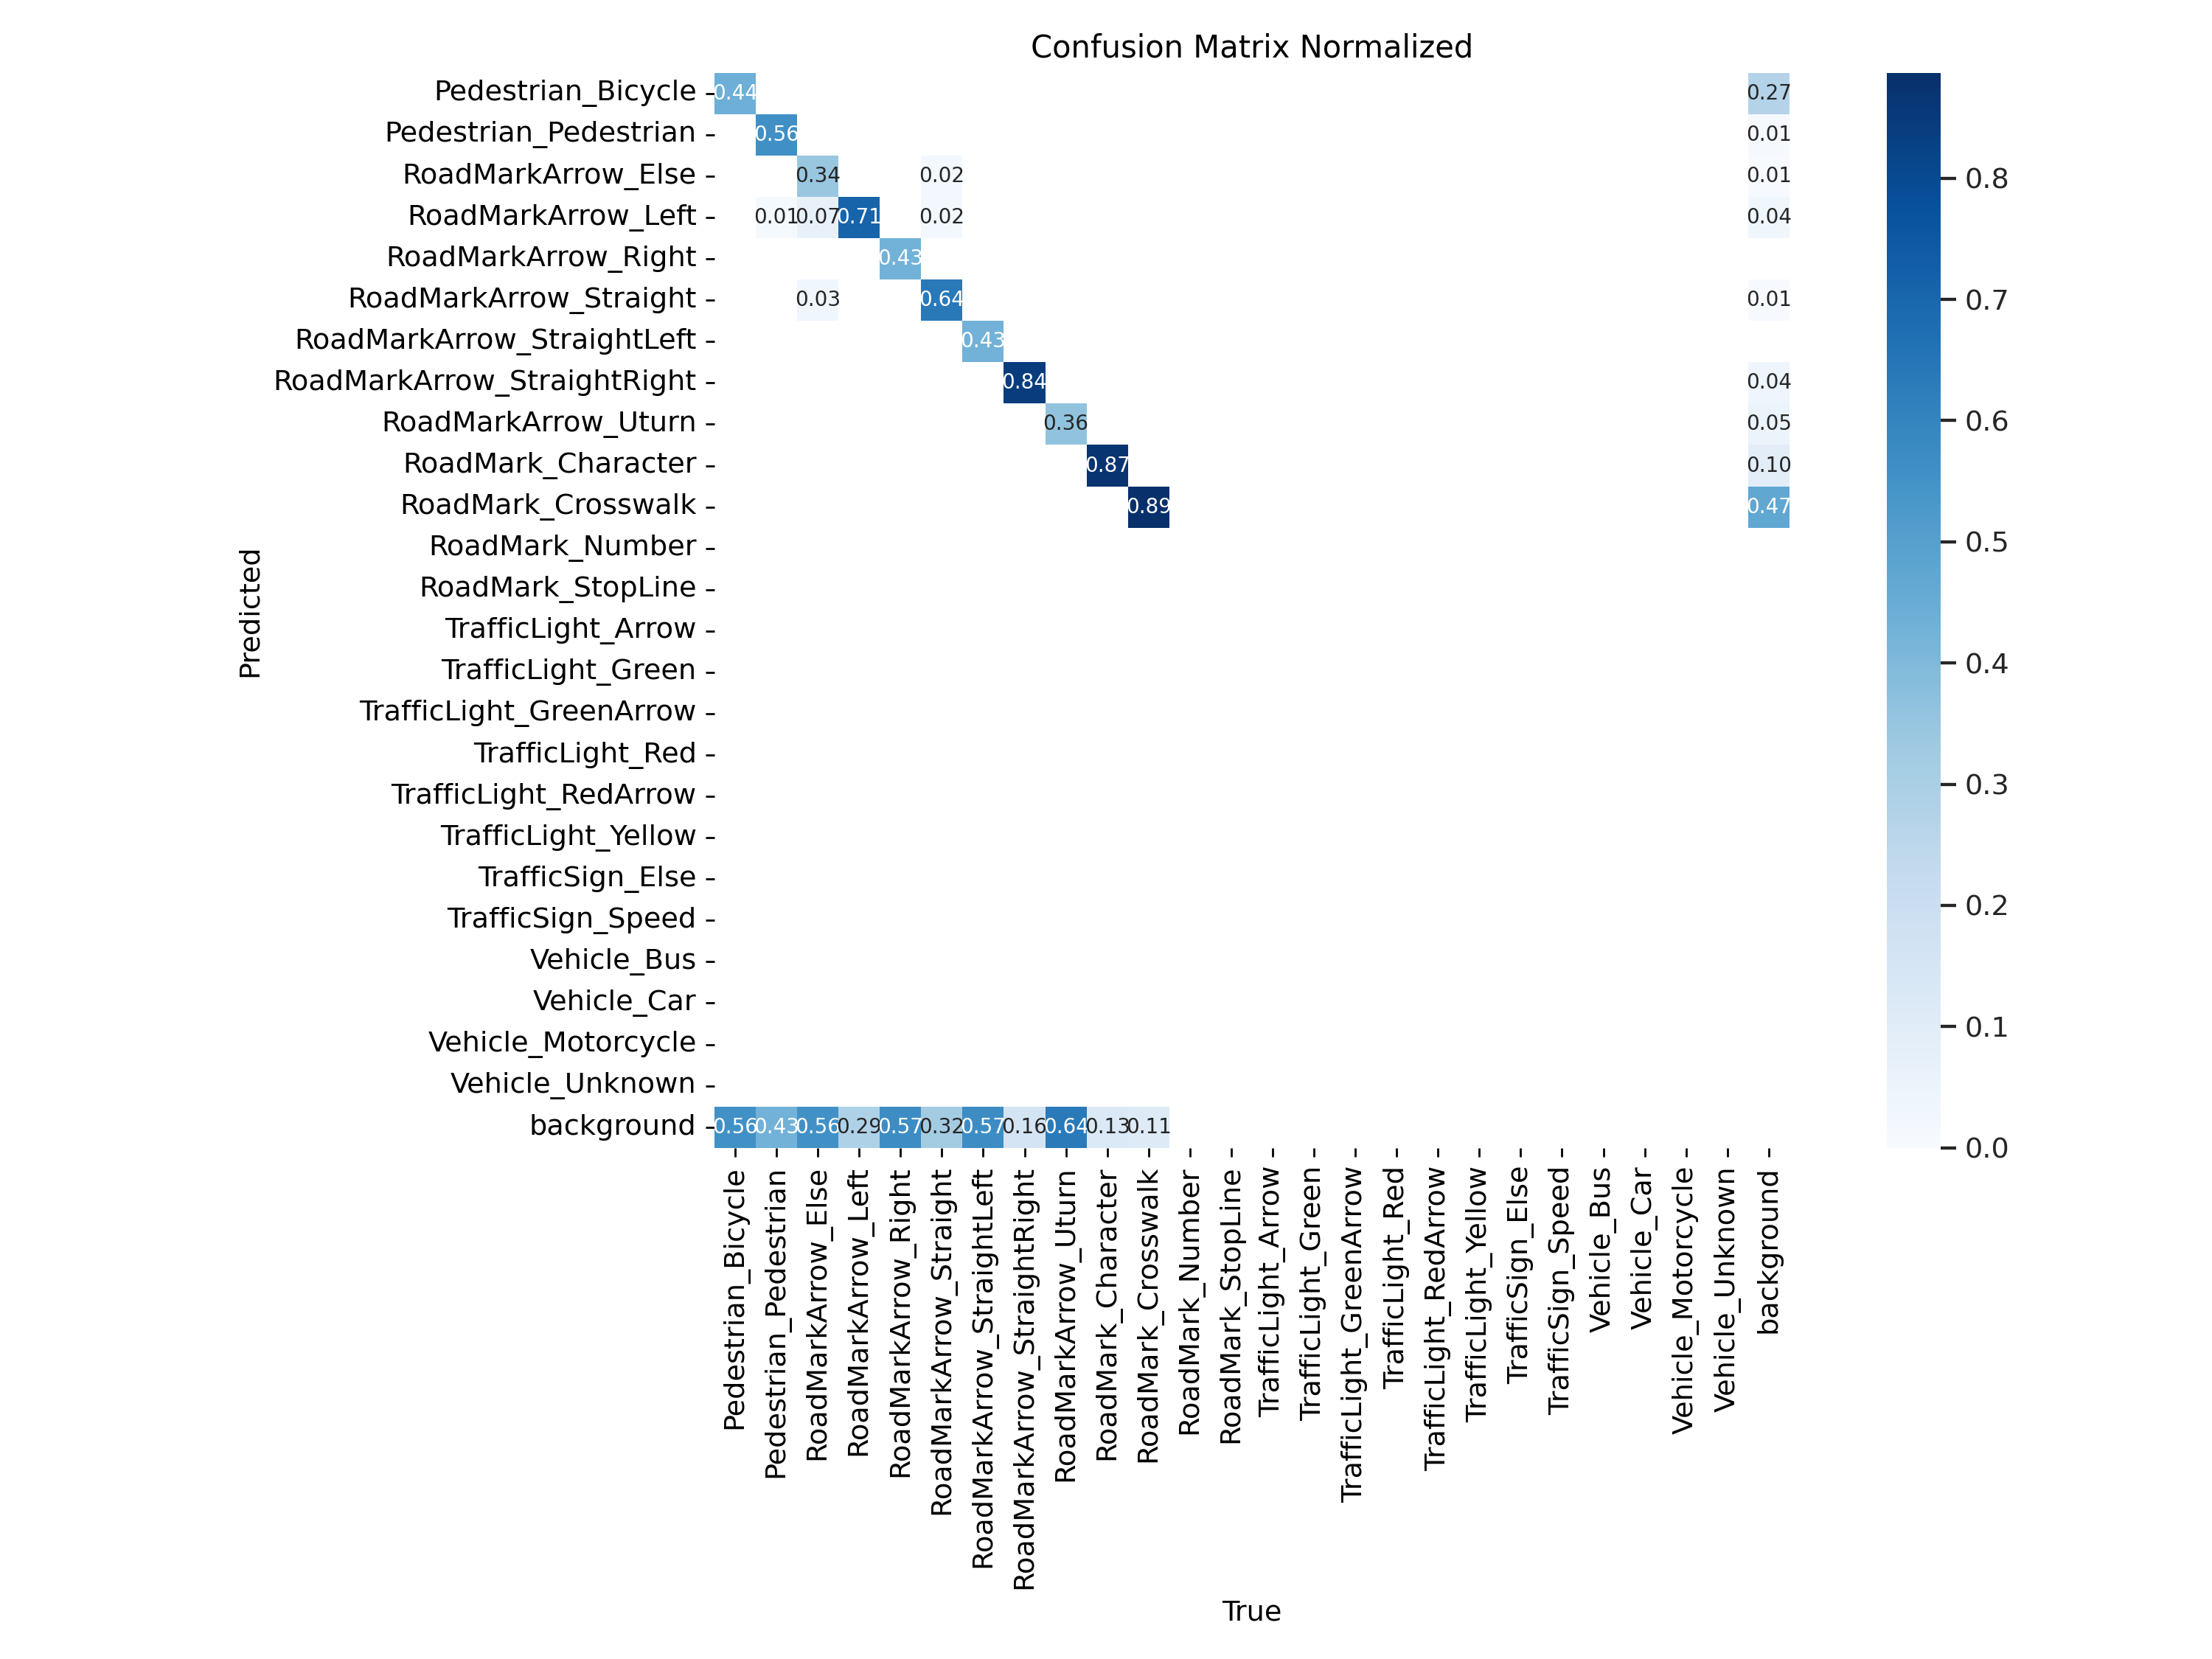 Confusion Matrix Normalized
Pedestrian_Bicycle 0.44 0.27
Pedestrian_Pedestrian 0.56 0.01
RoadMarkArrow_Else 0.34 0.02 0.01
RoadMarkArrow_Left 0.01 0.07 0.71 0.02 0.04
RoadMarkArrow_Right 0.43
RoadMarkArrow_Straight 0.03 0.64 0.01
RoadMarkArrow_StraightLeft 0.43
RoadMarkArrow_StraightRight 0.84 0.04
RoadMarkArrow_Uturn 0.36 0.05
RoadMark_Character 0.87 0.10
RoadMark_Crosswalk 0.89 0.47
RoadMark_Number
RoadMark_StopLine
TrafficLight_Arrow
TrafficLight_Green
TrafficLight_GreenArrow
TrafficLight_Red
TrafficLight_RedArrow
TrafficLight_Yellow
TrafficSign_Else
TrafficSign_Speed
Vehicle_Bus
Vehicle_Car
Vehicle_Motorcycle
Vehicle_Unknown
background 0.56 0.43 0.56 0.29 0.57 0.32 0.57 0.16 0.64 0.13 0.11
Predicted
Pedestrian_Bicycle
Pedestrian_Pedestrian
RoadMarkArrow_Else
RoadMarkArrow_Left
RoadMarkArrow_Right
RoadMarkArrow_Straight
RoadMarkArrow_StraightLeft
RoadMarkArrow_StraightRight
RoadMarkArrow_Uturn
RoadMark_Character
RoadMark_Crosswalk
RoadMark_Number
RoadMark_StopLine
TrafficLight_Arrow
TrafficLight_Green
TrafficLight_GreenArrow
TrafficLight_Red
TrafficLight_RedArrow
TrafficLight_Yellow
TrafficSign_Else
TrafficSign_Speed
Vehicle_Bus
Vehicle_Car
Vehicle_Motorcycle
Vehicle_Unknown
background
True
0.8
0.7
0.6
0.5
0.4
0.3
0.2
0.1
0.0